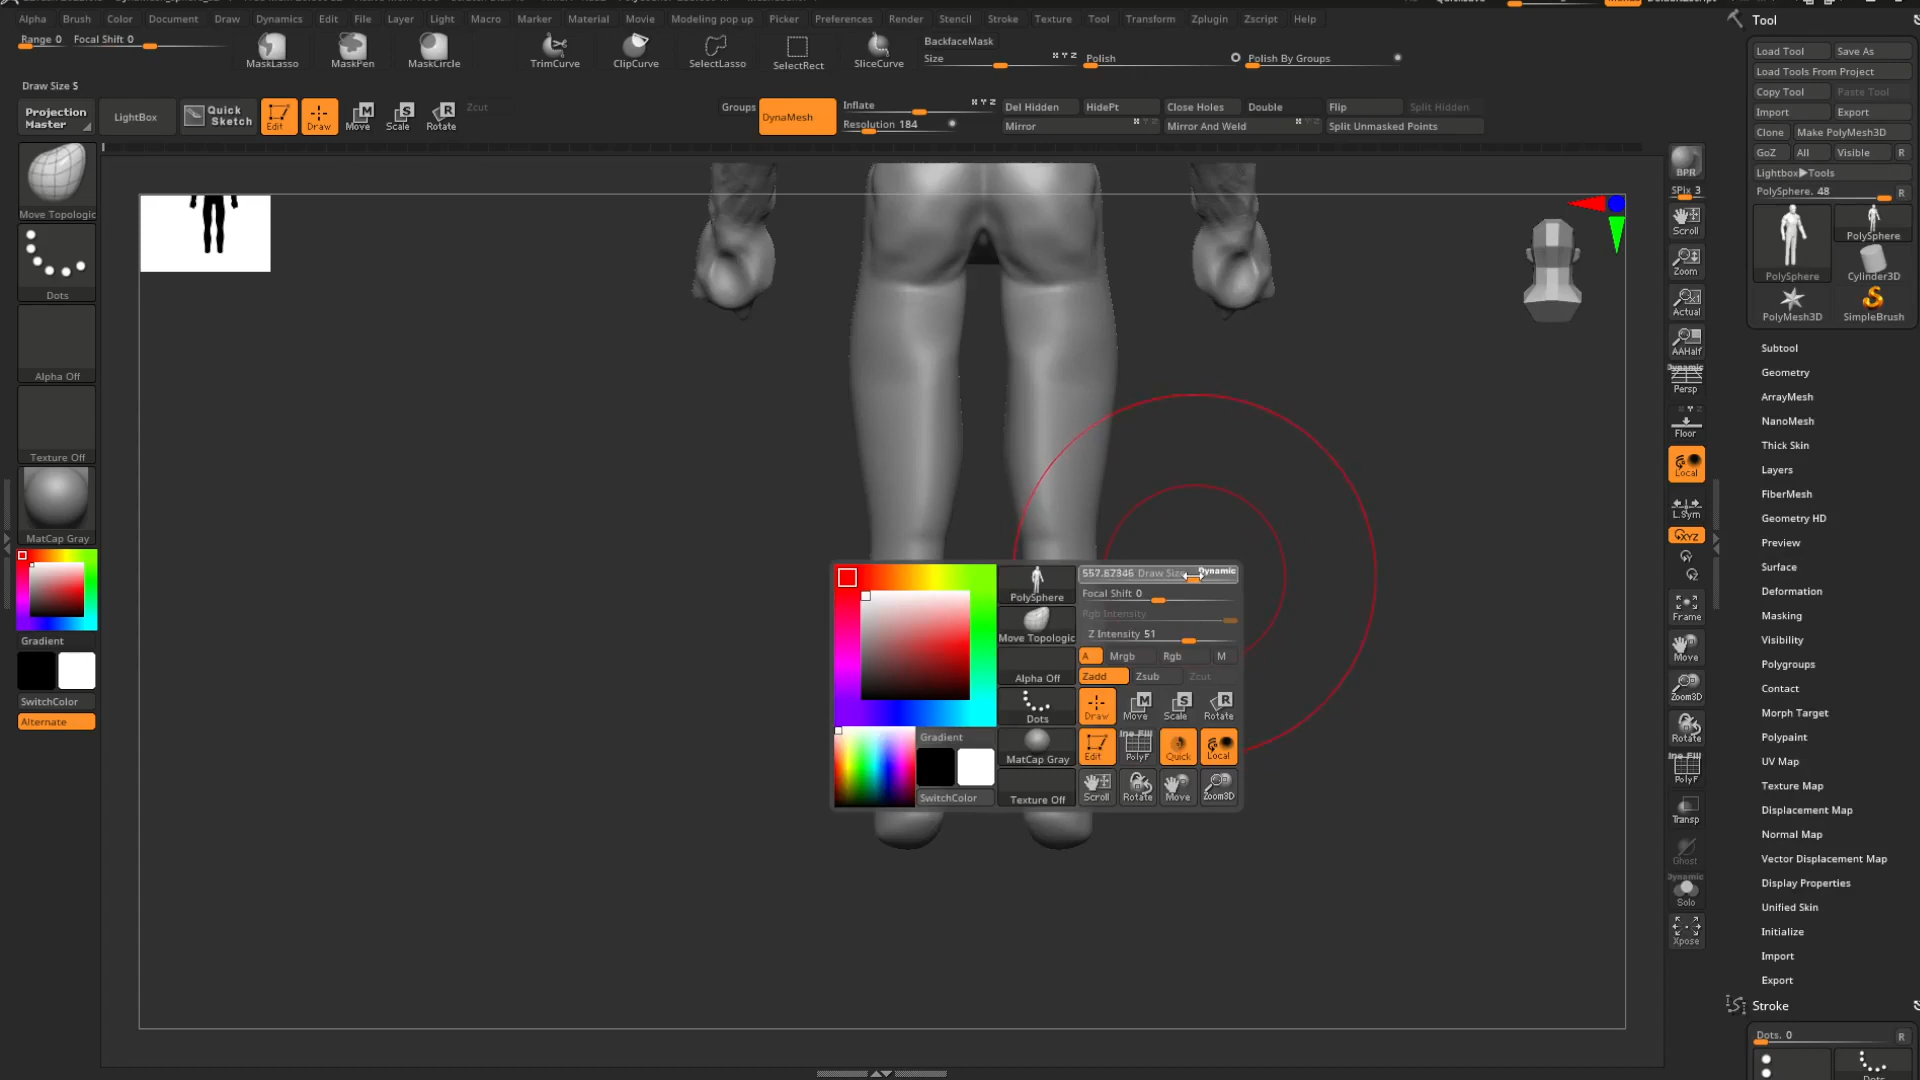 Alpha Brush Color Document Draw Dynamics Edit File Layer Light Macro Marker Material Movie Modeling pop up Picker Preferences Render Stencil Stroke Texture Tool Transform Zplugin Zscript Help
Tool
Range 0 Focal Shift 0
MaskLasso MaskPen MaskCircle TrimCurve ClipCurve SelectLasso SelectRect SliceCurve
BackfaceMask
Size X Y Z Polish Polish By Groups
Load Tool Save As
Load Tools From Project
Copy Tool Paste Tool
Import Export
Clone Make PolyMesh3D
GoZ All Visible R
Lightbox▶Tools
PolySphere. 48 R
PolySphere PolySphere
Cylinder3D
PolyMesh3D SimpleBrush
Draw Size 5
Projection Master LightBox Quick Sketch Edit Draw Move Scale Rotate Zcut
Groups DynaMesh Inflate X Y Z
Resolution 184
Del Hidden HidePt Close Holes Double Flip Split Hidden
Mirror Mirror And Weld Split Unmasked Points
Move Topologic
Dots
Alpha Off
Texture Off
MatCap Gray
Gradient
SwitchColor
Alternate
BPR
SPix 3
Scroll
Zoom
Actual
AAHalf
Dynamic
Persp
Floor
Local
L.Sym
XYZ
Y
Z
Frame
Move
Zoom3D
Rotate
PolyF
Transp
Ghost
Dynamic
Solo
Xpose
Subtool
Geometry
ArrayMesh
NanoMesh
Thick Skin
Layers
FiberMesh
Geometry HD
Preview
Surface
Deformation
Masking
Visibility
Polygroups
Contact
Morph Target
Polypaint
UV Map
Texture Map
Displacement Map
Normal Map
Vector Displacement Map
Display Properties
Unified Skin
Initialize
Import
Export
Stroke
Dots. 0 R
Dots
PolySphere
Move Topologic
Alpha Off
Dots
MatCap Gray
Texture Off
Gradient
SwitchColor
557.87346 Draw Size Dynamic
Focal Shift 0
Rgb Intensity
Z Intensity 51
A Mrgb Rgb M
Zadd Zsub Zcut
Draw Move Scale Rotate
Edit PolyF Quick Local
Scroll Rotate Move Zoom3D